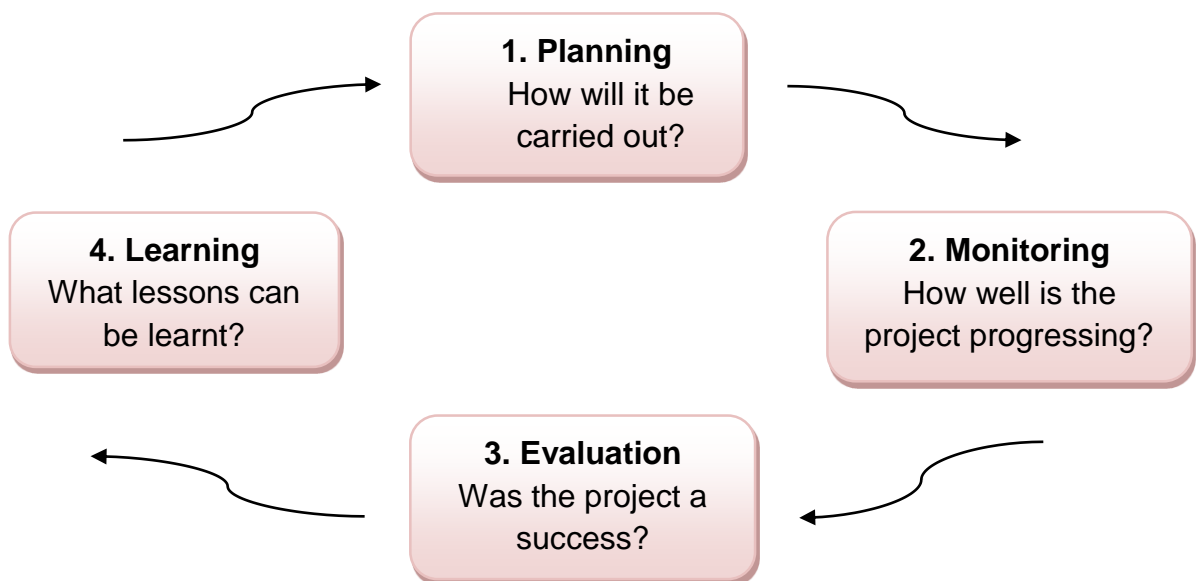 1. Planning
How will it be
carried out?
2. Monitoring
How well is the
project progressing?
3. Evaluation
Was the project a
success?
4. Learning
What lessons can
be learnt?